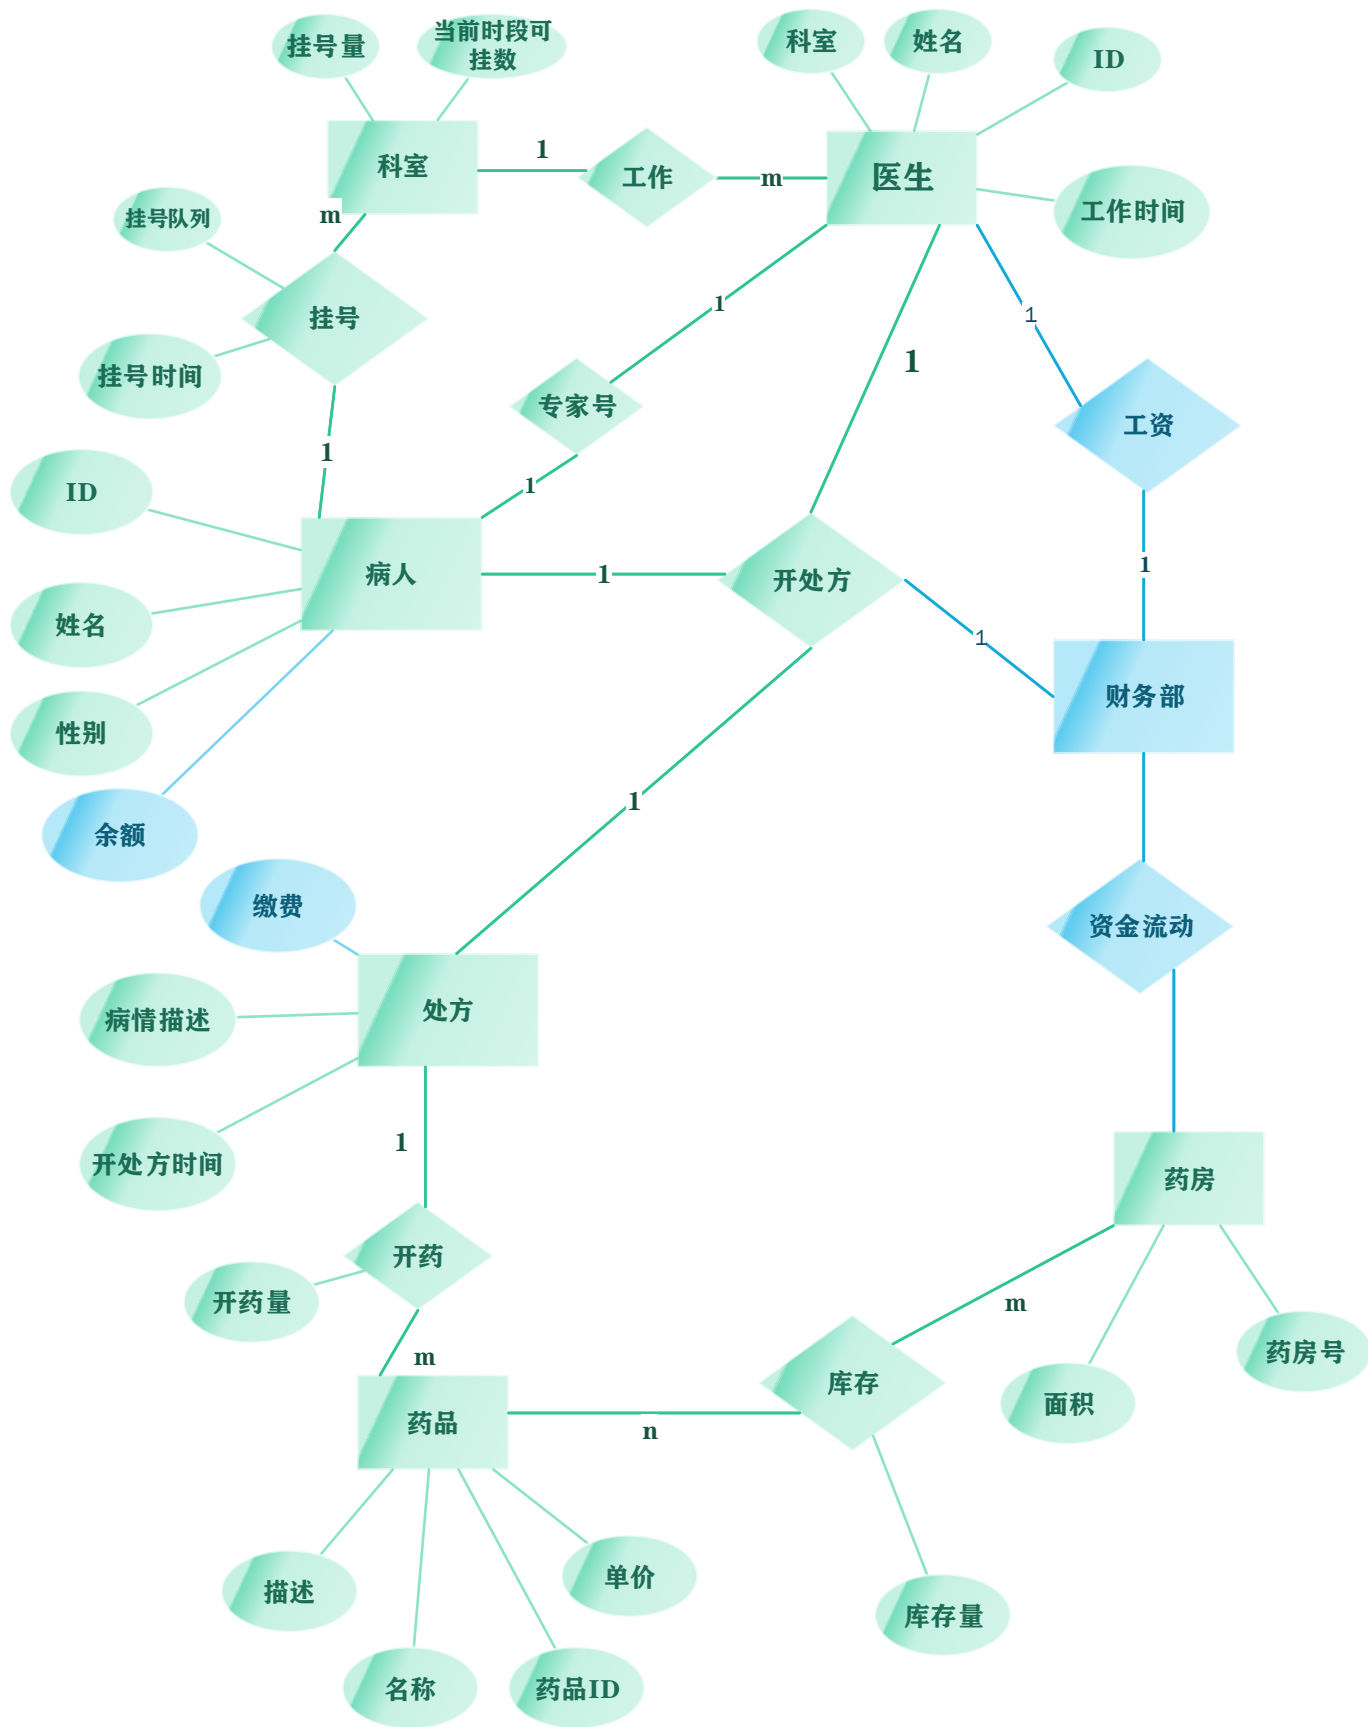 挂号量
当前时段可
挂数
科室
姓名
ID
科室
1
工作
m
医生
工作时间
m
挂号队列
挂号
挂号时间
1
1
1
专家号
1
工资
1
ID
1
病人
1
开处方
1
姓名
1
财务部
性别
余额
1
缴费
资金流动
病情描述
处方
开处方时间
1
药房
开药
开药量
m
m
药房号
药品
n
库存
面积
描述
单价
库存量
名称
药品ID